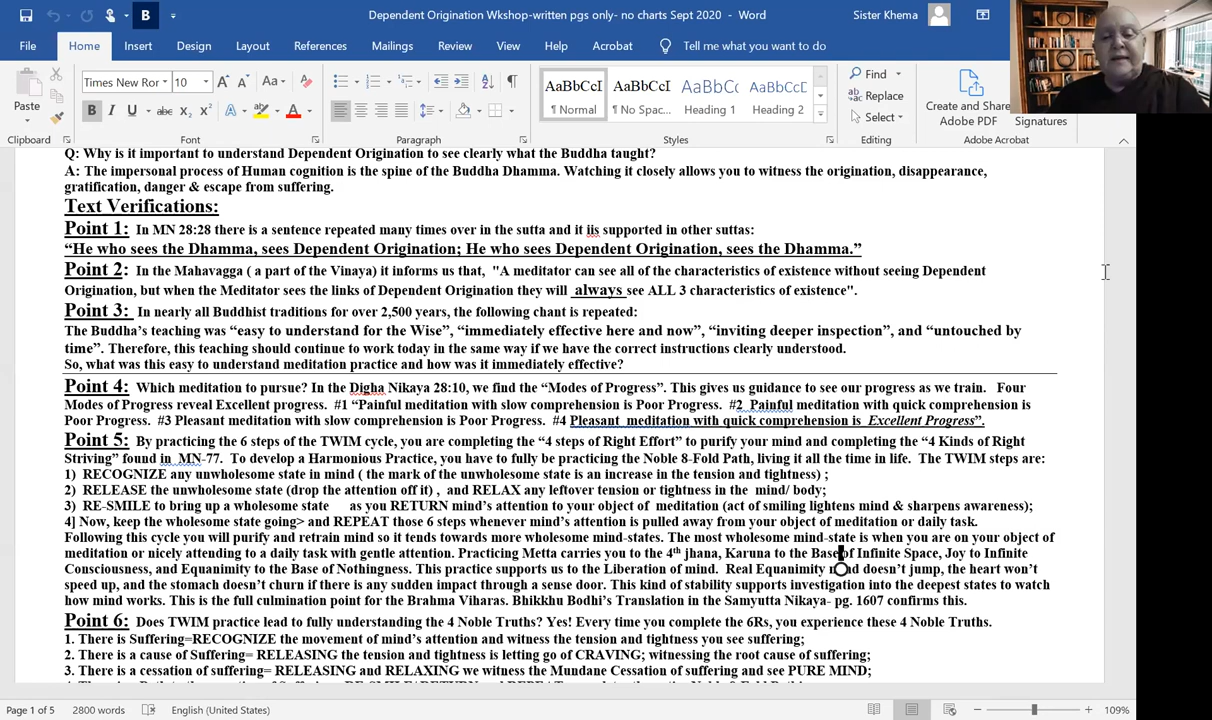 Dependent Origination Wkshop-written pgs only- no charts Sept 2020 - Word
Sister Khema
File Home Insert Design Layout References Mailings Review View Help Acrobat Tell me what you want to do
Paste
Times New Ror 10
AaBbCcI AaBbCcI AaBbCcD AaBbCcD
¶ Normal ¶ No Spac... Heading 1 Heading 2
Find
Replace
Select
Create and Share
Adobe PDF
Signatures
Clipboard Font Paragraph Styles Editing Adobe Acrobat
Q: Why is it important to understand Dependent Origination to see clearly what the Buddha taught?
A: The impersonal process of Human cognition is the spine of the Buddha Dhamma. Watching it closely allows you to witness the origination, disappearance,
gratification, danger & escape from suffering.
Text Verifications:
Point 1: In MN 28:28 there is a sentence repeated many times over in the sutta and it iis supported in other suttas:
“He who sees the Dhamma, sees Dependent Origination; He who sees Dependent Origination, sees the Dhamma.”
Point 2: In the Mahavagga ( a part of the Vinaya) it informs us that, "A meditator can see all of the characteristics of existence without seeing Dependent
Origination, but when the Meditator sees the links of Dependent Origination they will always see ALL 3 characteristics of existence".
Point 3: In nearly all Buddhist traditions for over 2,500 years, the following chant is repeated:
The Buddha’s teaching was “easy to understand for the Wise”, “immediately effective here and now”, “inviting deeper inspection”, and “untouched by
time”. Therefore, this teaching should continue to work today in the same way if we have the correct instructions clearly understood.
So, what was this easy to understand meditation practice and how was it immediately effective?
Point 4: Which meditation to pursue? In the Digha Nikaya 28:10, we find the “Modes of Progress”. This gives us guidance to see our progress as we train. Four
Modes of Progress reveal Excellent progress. #1 “Painful meditation with slow comprehension is Poor Progress. #2 Painful meditation with quick comprehension is
Poor Progress. #3 Pleasant meditation with slow comprehension is Poor Progress. #4 Pleasant meditation with quick comprehension is Excellent Progress”.
Point 5: By practicing the 6 steps of the TWIM cycle, you are completing the “4 steps of Right Effort” to purify your mind and completing the “4 Kinds of Right
Striving” found in MN-77. To develop a Harmonious Practice, you have to fully be practicing the Noble 8-Fold Path, living it all the time in life. The TWIM steps are:
1) RECOGNIZE any unwholesome state in mind ( the mark of the unwholesome state is an increase in the tension and tightness) ;
2) RELEASE the unwholesome state (drop the attention off it) , and RELAX any leftover tension or tightness in the mind/ body;
3) RE-SMILE to bring up a wholesome state as you RETURN mind’s attention to your object of meditation (act of smiling lightens mind & sharpens awareness);
4] Now, keep the wholesome state going> and REPEAT those 6 steps whenever mind’s attention is pulled away from your object of meditation or daily task.
Following this cycle you will purify and retrain mind so it tends towards more wholesome mind-states. The most wholesome mind-state is when you are on your object of
meditation or nicely attending to a daily task with gentle attention. Practicing Metta carries you to the 4th jhana, Karuna to the Base of Infinite Space, Joy to Infinite
Consciousness, and Equanimity to the Base of Nothingness. This practice supports us to the Liberation of mind. Real Equanimity doesn’t jump, the heart won’t
speed up, and the stomach doesn’t churn if there is any sudden impact through a sense door. This kind of stability supports investigation into the deepest states to watch
how mind works. This is the full culmination point for the Brahma Viharas. Bhikkhu Bodhi’s Translation in the Samyutta Nikaya- pg. 1607 confirms this.
Point 6: Does TWIM practice lead to fully understanding the 4 Noble Truths? Yes! Every time you complete the 6Rs, you experience these 4 Noble Truths.
1. There is Suffering=RECOGNIZE the movement of mind’s attention and witness the tension and tightness you see suffering;
2. There is a cause of Suffering= RELEASING the tension and tightness is letting go of CRAVING; witnessing the root cause of suffering;
3. There is a cessation of suffering= RELEASING and RELAXING we witness the Mundane Cessation of suffering and see PURE MIND;
Page 1 of 5 2800 words English (United States) 109%